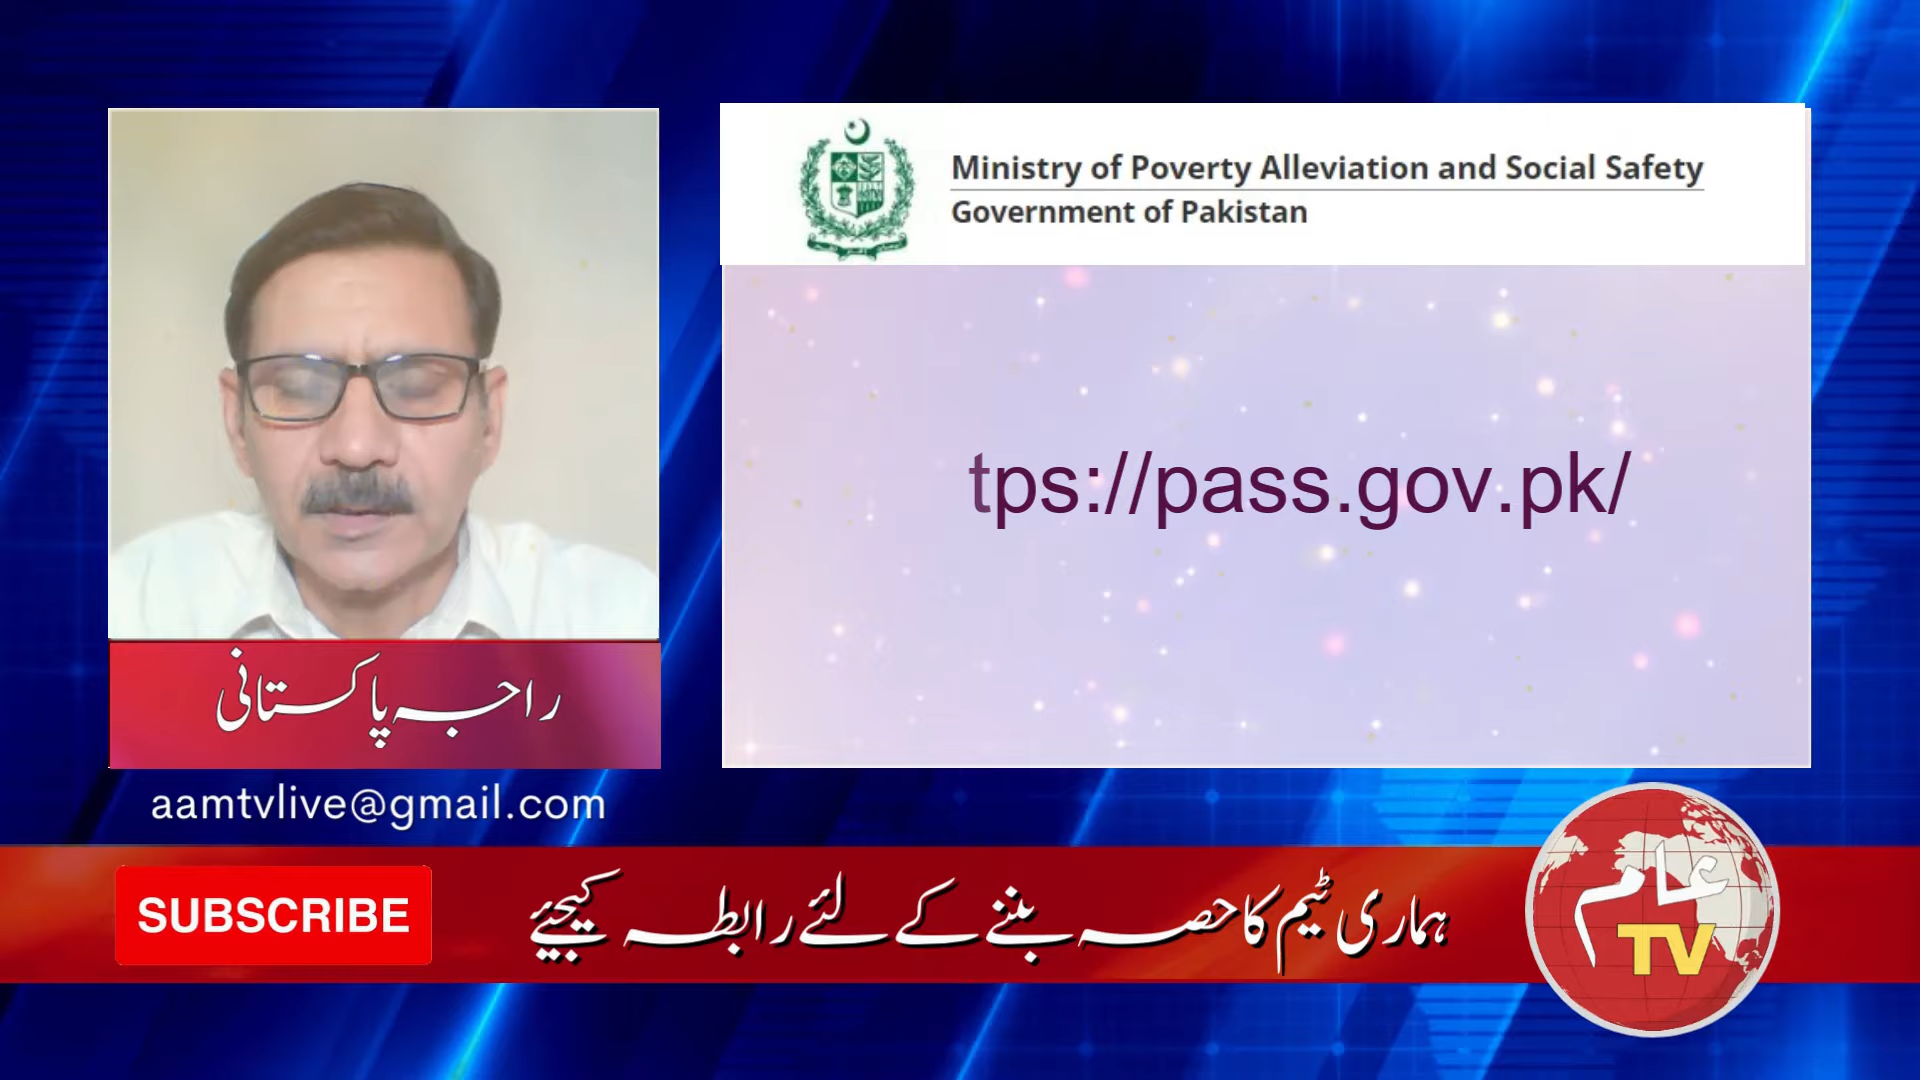 Ministry of Poverty Alleviation and Social Safety
Government of Pakistan
tps://pass.gov.pk/
راجہ پاکستانی
aamtvlive@gmail.com
SUBSCRIBE
ہماری ٹیم کا حصہ بننے کے لئے رابطہ کیجیئے
عام
TV